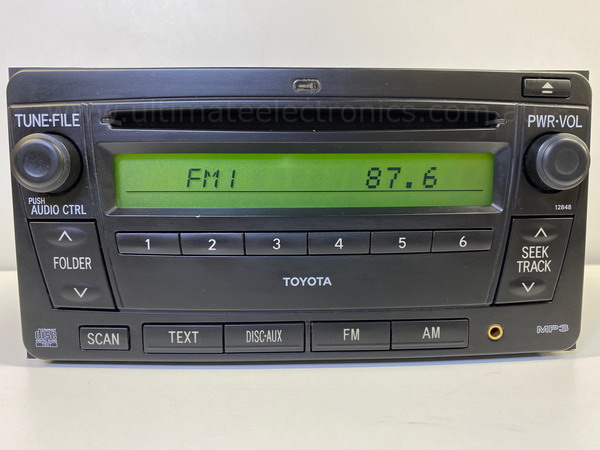 www.ultimateelectronics.com
TUNE•FILE
PWR•VOL
FM1 87.6
PUSH
AUDIO CTRL
12848
1 2 3 4 5 6
FOLDER
SEEK
TRACK
TOYOTA
SCAN
TEXT
DISC•AUX
FM
AM
MP3